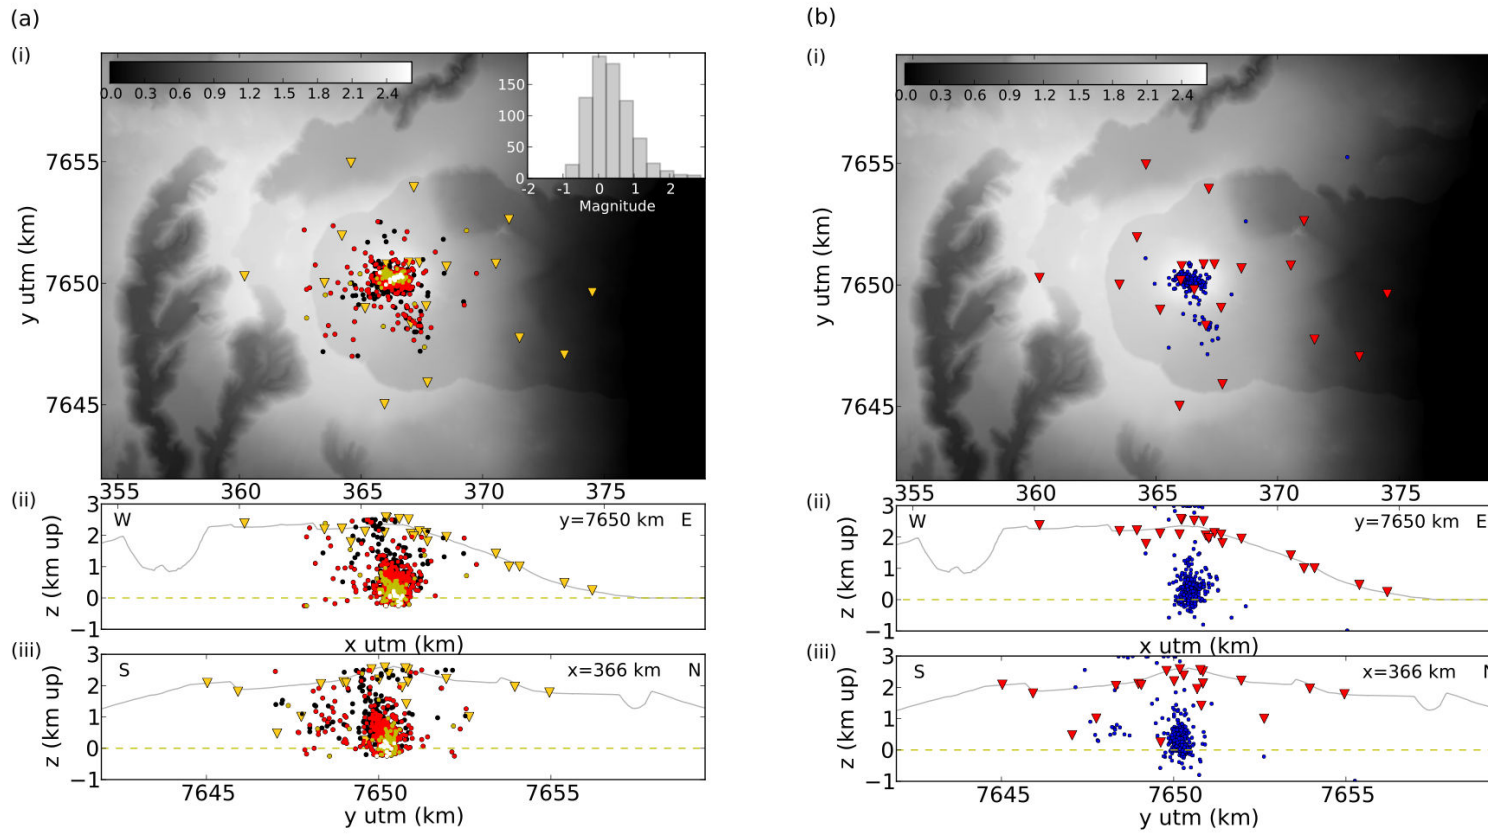 (a)
(i)
0.0 0.3 0.6 0.9 1.2 1.5 1.8 2.1 2.4
150
100
50
0
-2 -1 0 1 2
Magnitude
7655
7650
7645
y utm (km)
355 360 365 370 375
(ii)
3
2
1
0
−1
z (km up)
W y=7650 km E
x utm (km)
(iii)
3
2
1
0
−1
z (km up)
S x=366 km N
7645 7650 7655
y utm (km)
(b)
(i)
0.0 0.3 0.6 0.9 1.2 1.5 1.8 2.1 2.4
7655
7650
7645
y utm (km)
355 360 365 370 375
(ii)
3
2
1
0
−1
z (km up)
W y=7650 km E
x utm (km)
(iii)
3
2
1
0
−1
z (km up)
S x=366 km N
7645 7650 7655
y utm (km)